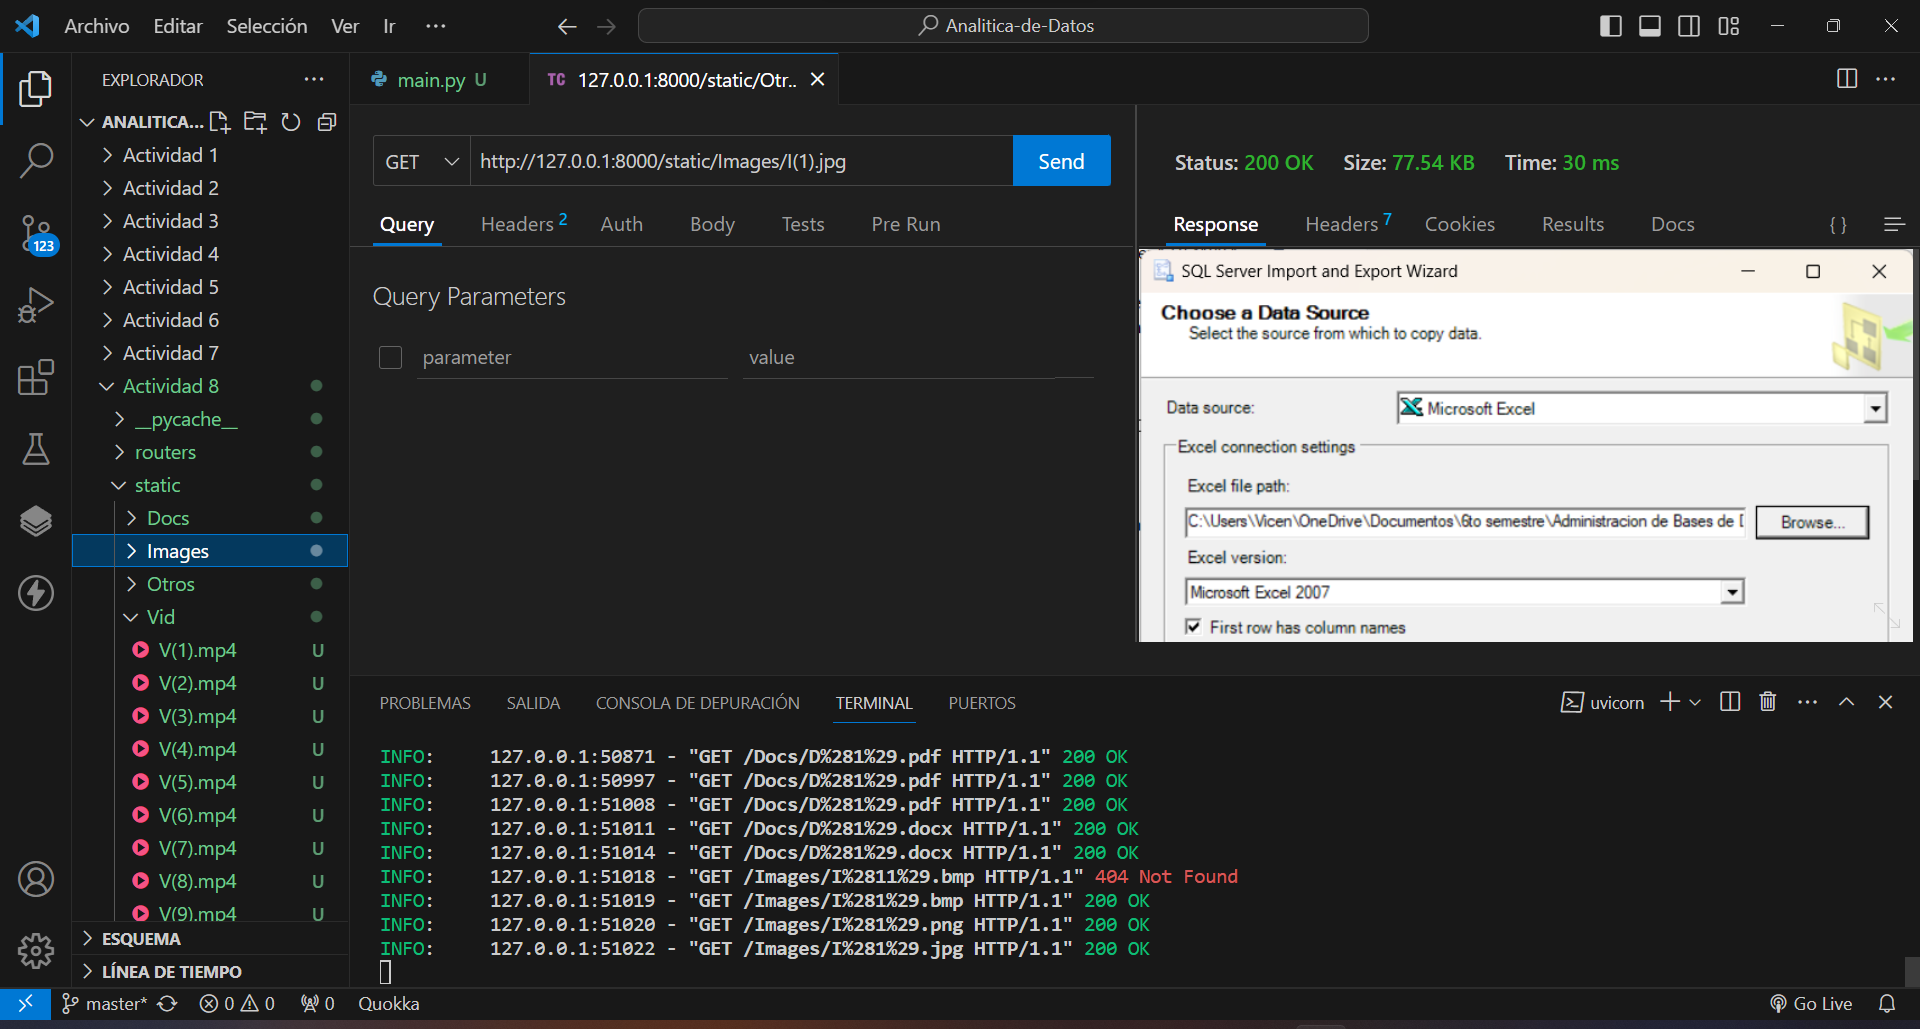 Archivo Editar Selección Ver Ir ··· Analitica-de-Datos
EXPLORADOR ···
ANALITICA...
Actividad 1
Actividad 2
Actividad 3
Actividad 4
Actividad 5
Actividad 6
Actividad 7
Actividad 8
__pycache__
routers
static
Docs
Images
Otros
Vid
V(1).mp4 U
V(2).mp4 U
V(3).mp4 U
V(4).mp4 U
V(5).mp4 U
V(6).mp4 U
V(7).mp4 U
V(8).mp4 U
V(9).mp4 U
ESQUEMA
LÍNEA DE TIEMPO
123
main.py U
TC 127.0.0.1:8000/static/Otr..
GET http://127.0.0.1:8000/static/Images/I(1).jpg Send
Query Headers 2 Auth Body Tests Pre Run
Query Parameters
parameter value
Status: 200 OK Size: 77.54 KB Time: 30 ms
Response Headers 7 Cookies Results Docs { }
SQL Server Import and Export Wizard
Choose a Data Source
Select the source from which to copy data.
Data source: Microsoft Excel
Excel connection settings
Excel file path:
C:\Users\Vicen\OneDrive\Documentos\6to semestre\Administracion de Bases de Browse...
Excel version:
Microsoft Excel 2007
First row has column names
PROBLEMAS SALIDA CONSOLA DE DEPURACIÓN TERMINAL PUERTOS
uvicorn
INFO: 127.0.0.1:50871 - "GET /Docs/D%281%29.pdf HTTP/1.1" 200 OK
INFO: 127.0.0.1:50997 - "GET /Docs/D%281%29.pdf HTTP/1.1" 200 OK
INFO: 127.0.0.1:51008 - "GET /Docs/D%281%29.pdf HTTP/1.1" 200 OK
INFO: 127.0.0.1:51011 - "GET /Docs/D%281%29.docx HTTP/1.1" 200 OK
INFO: 127.0.0.1:51014 - "GET /Docs/D%281%29.docx HTTP/1.1" 200 OK
INFO: 127.0.0.1:51018 - "GET /Images/I%2811%29.bmp HTTP/1.1" 404 Not Found
INFO: 127.0.0.1:51019 - "GET /Images/I%281%29.bmp HTTP/1.1" 200 OK
INFO: 127.0.0.1:51020 - "GET /Images/I%281%29.png HTTP/1.1" 200 OK
INFO: 127.0.0.1:51022 - "GET /Images/I%281%29.jpg HTTP/1.1" 200 OK
master* 0 0 0 Quokka Go Live